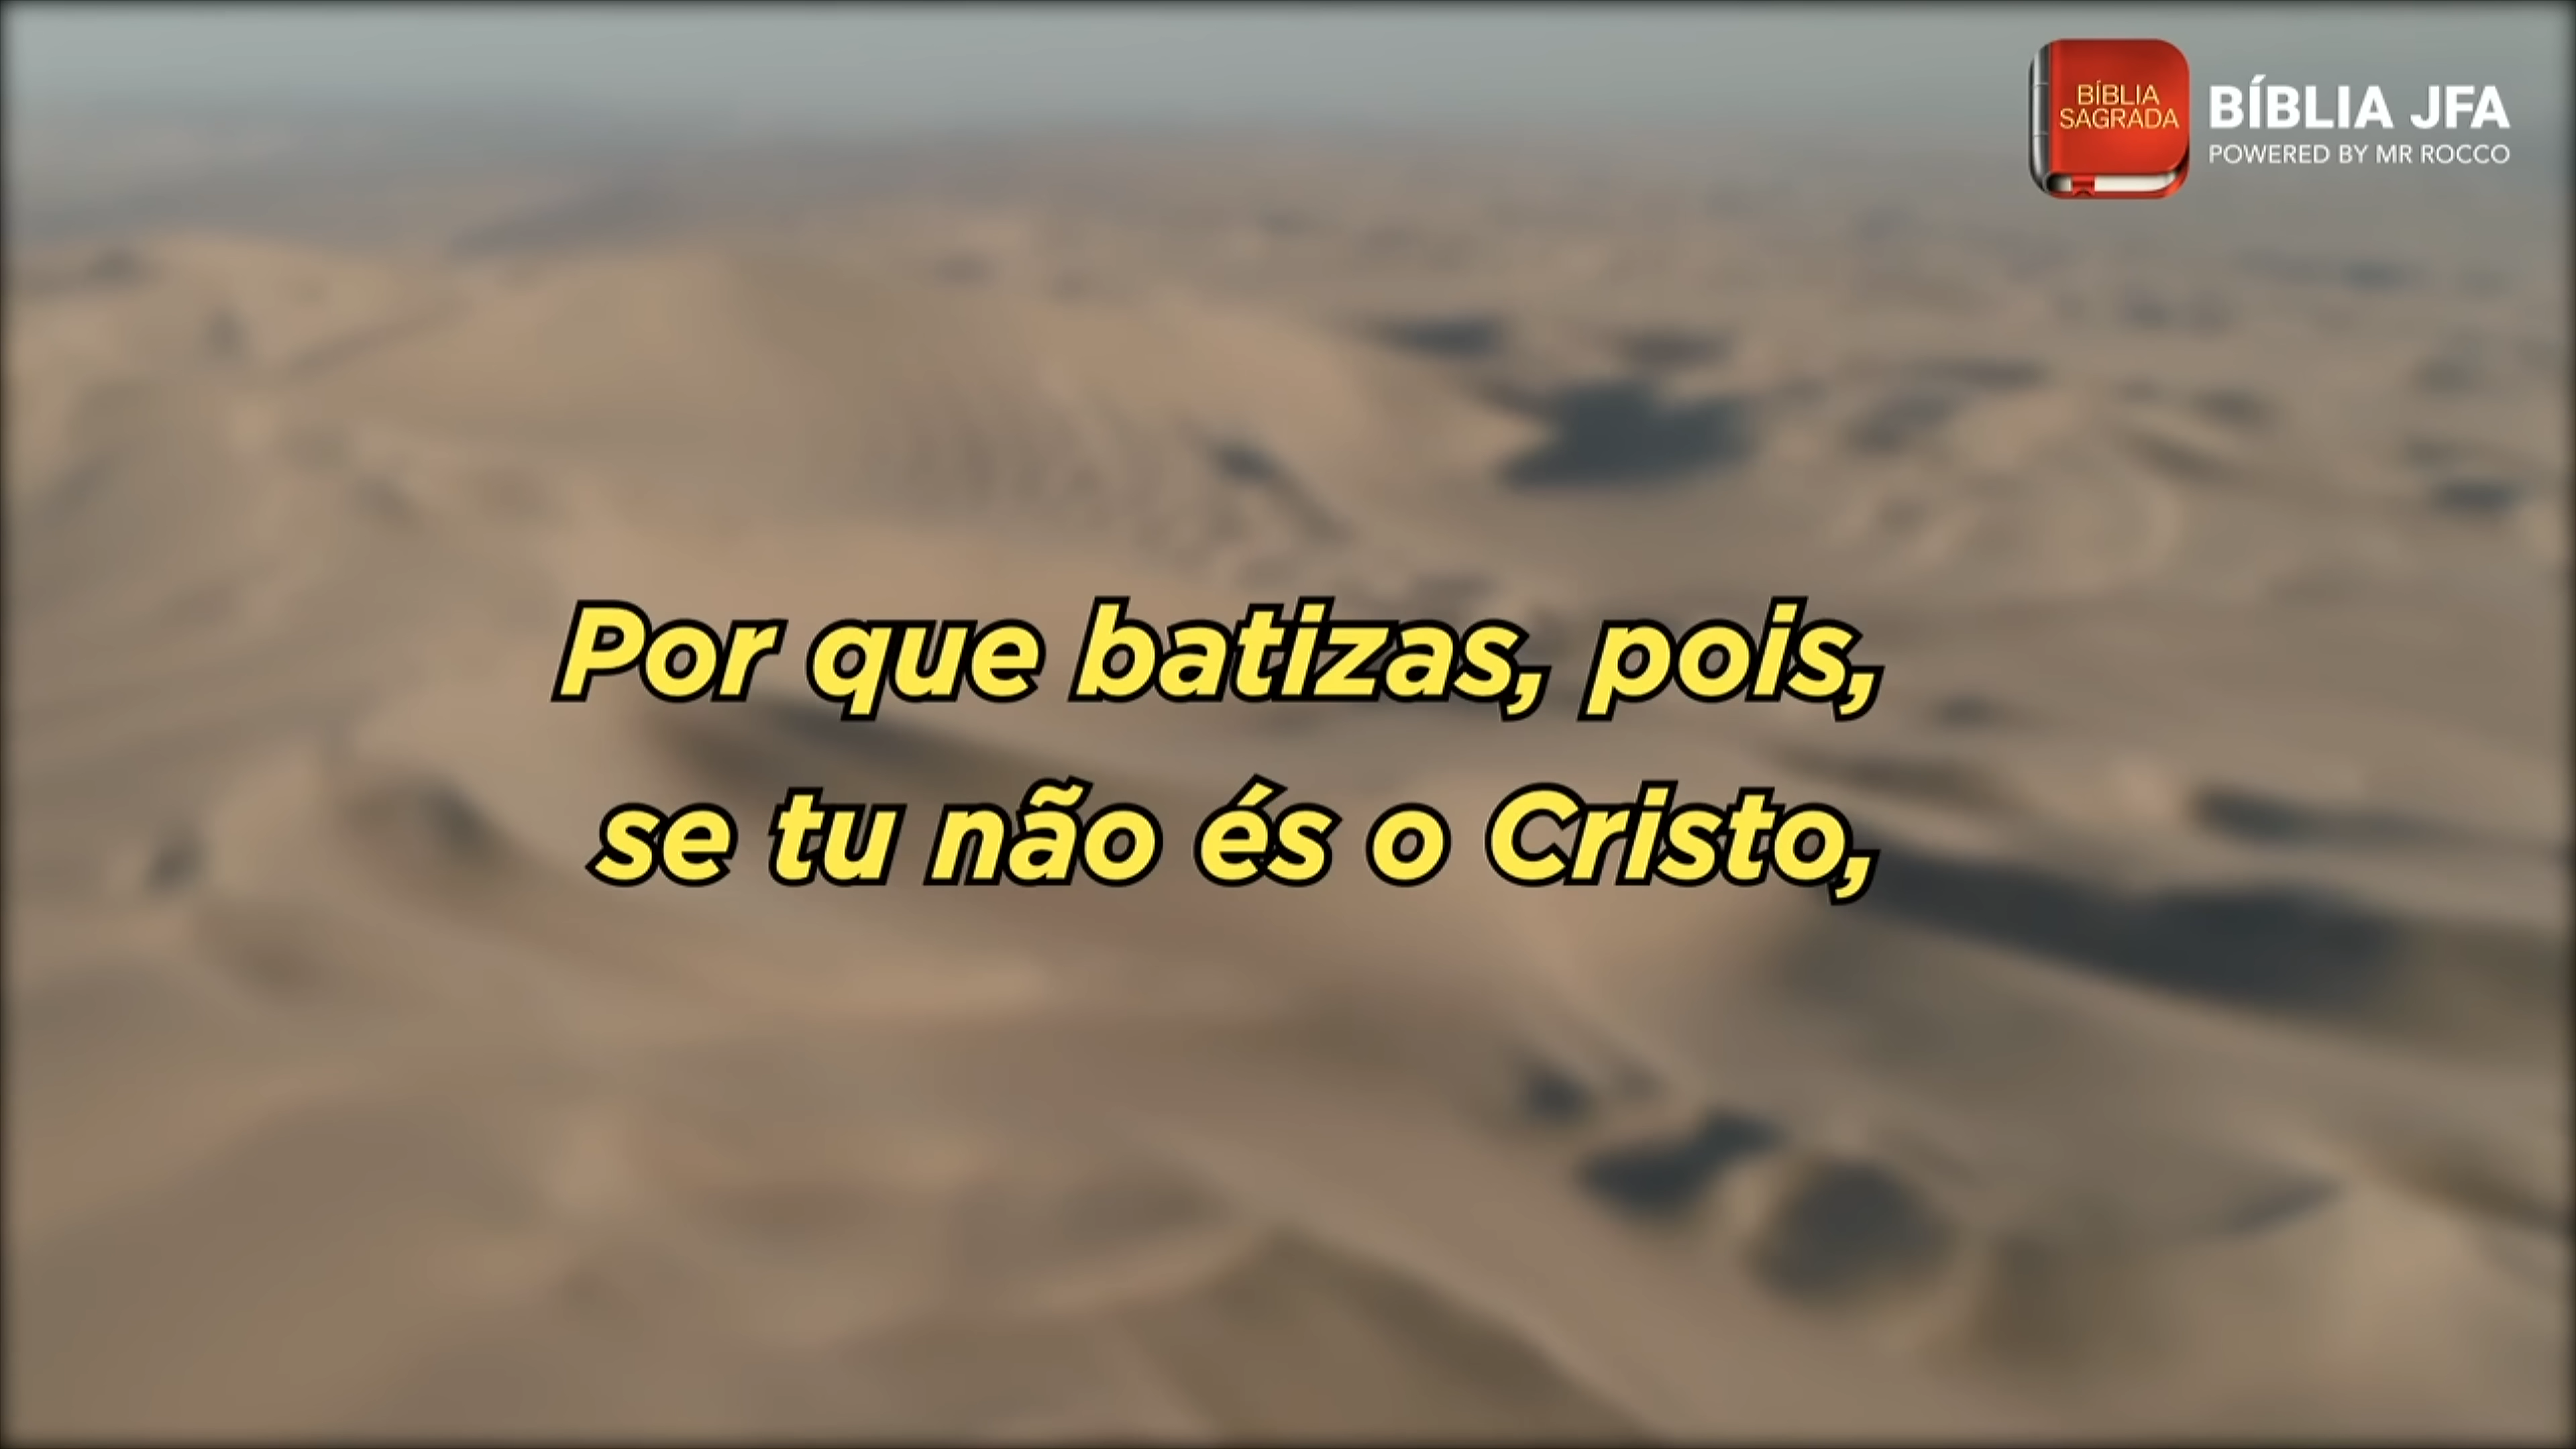 BÍBLIA
SAGRADA
BÍBLIA JFA
POWERED BY MR ROCCO
Por que batizas, pois,
se tu não és o Cristo,